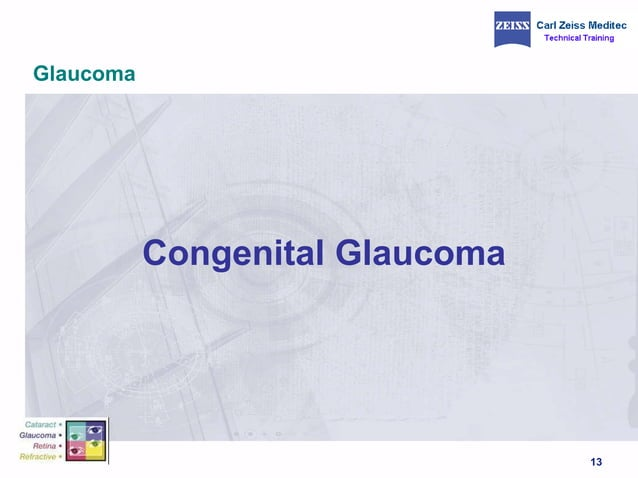 ZEISS
Carl Zeiss Meditec
Technical Training
Glaucoma
Congenital Glaucoma
Cataract •
Glaucoma •
Retina •
Refractive •
13